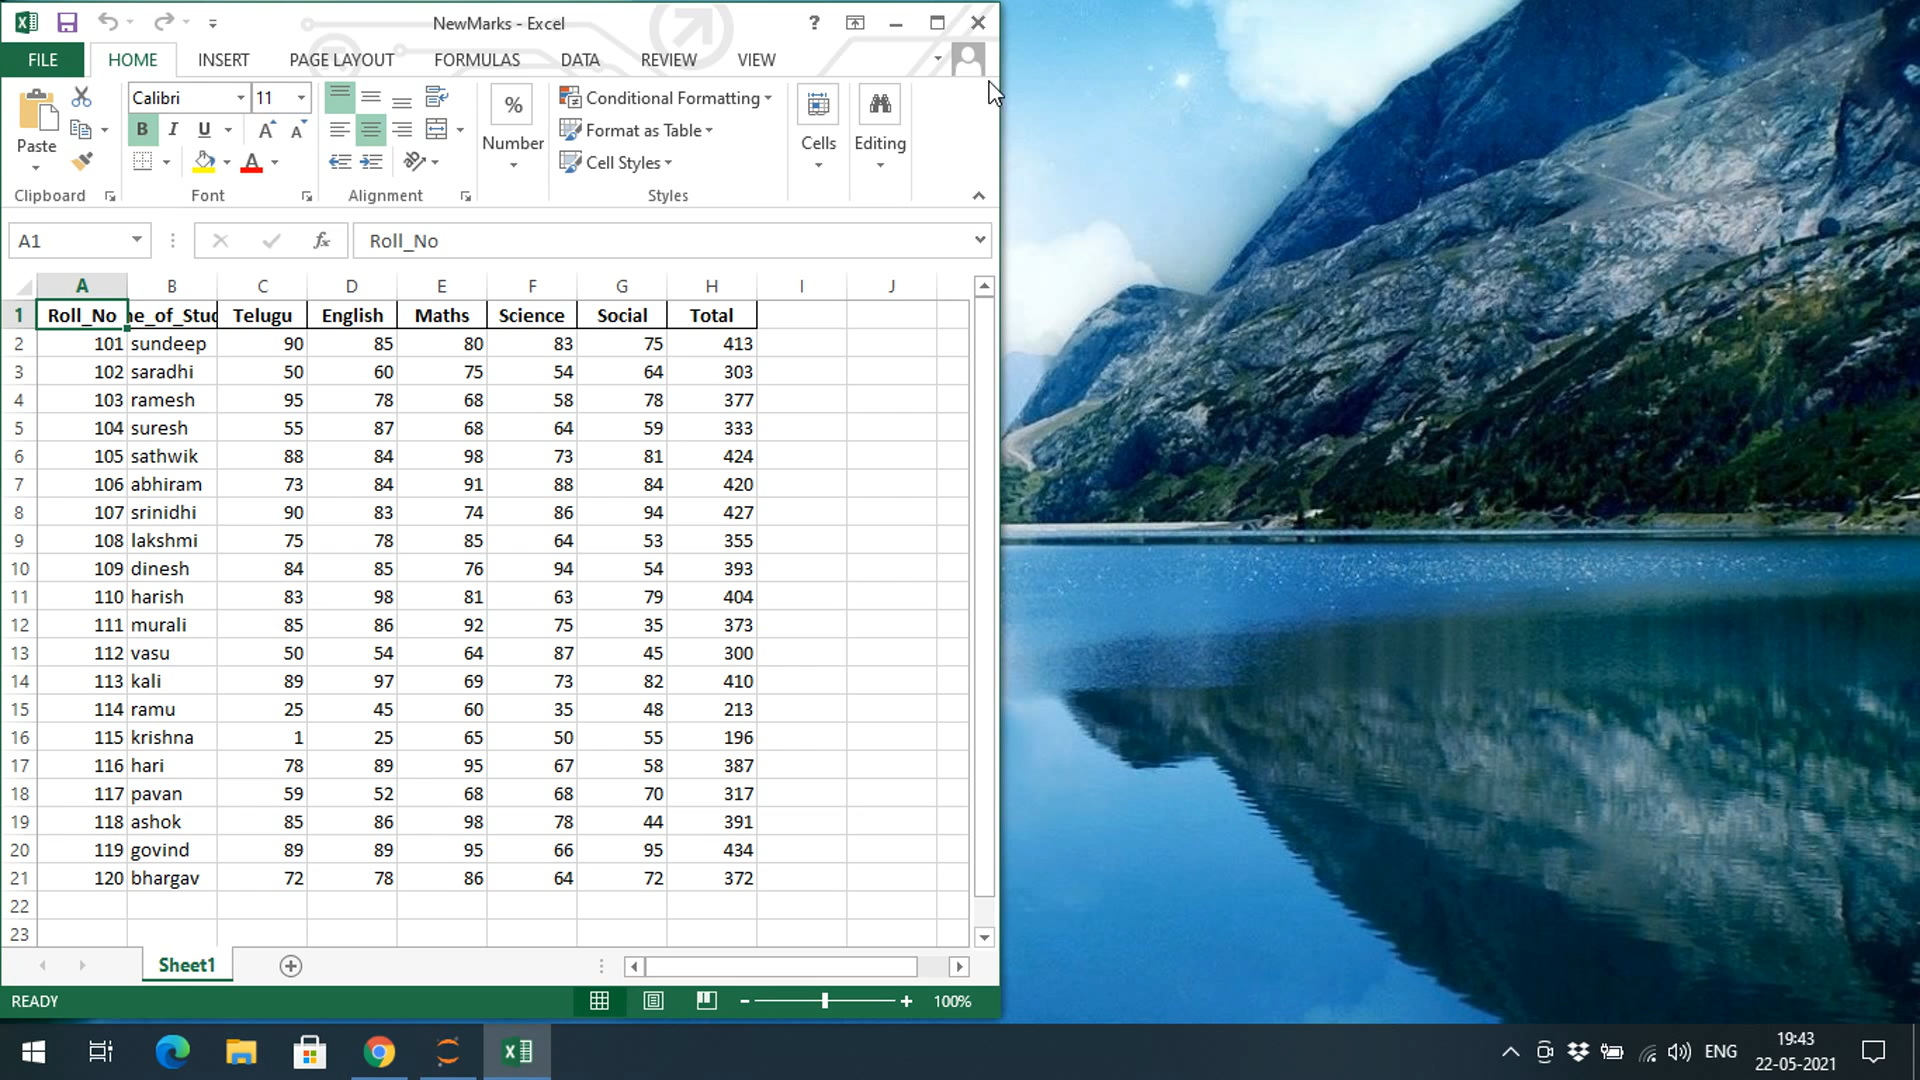 NewMarks - Excel
?
FILE HOME INSERT PAGE LAYOUT FORMULAS DATA REVIEW VIEW
Calibri 11
Paste
B I U A A
A
%
Number
Conditional Formatting
Format as Table
Cell Styles
Cells
Editing
Clipboard Font Alignment Styles
A1 fx Roll_No
A B C D E F G H I J
1 Roll_No ne_of_Stud Telugu English Maths Science Social Total
2 101 sundeep 90 85 80 83 75 413
3 102 saradhi 50 60 75 54 64 303
4 103 ramesh 95 78 68 58 78 377
5 104 suresh 55 87 68 64 59 333
6 105 sathwik 88 84 98 73 81 424
7 106 abhiram 73 84 91 88 84 420
8 107 srinidhi 90 83 74 86 94 427
9 108 lakshmi 75 78 85 64 53 355
10 109 dinesh 84 85 76 94 54 393
11 110 harish 83 98 81 63 79 404
12 111 murali 85 86 92 75 35 373
13 112 vasu 50 54 64 87 45 300
14 113 kali 89 97 69 73 82 410
15 114 ramu 25 45 60 35 48 213
16 115 krishna 1 25 65 50 55 196
17 116 hari 78 89 95 67 58 387
18 117 pavan 59 52 68 68 70 317
19 118 ashok 85 86 98 78 44 391
20 119 govind 89 89 95 66 95 434
21 120 bhargav 72 78 86 64 72 372
22
23
Sheet1
READY 100%
ENG
19:43
22-05-2021